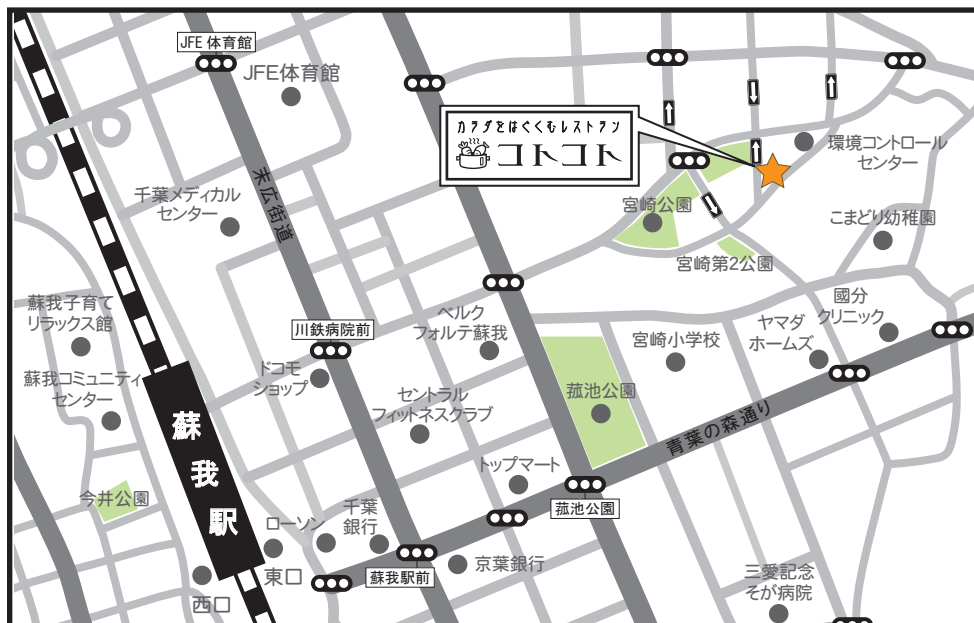 JFE 体育館
JFE体育館
カラダをはぐくむレストラン
コトコト
環境コントロール
センター
千葉メディカル
センター
末広街道
宮崎公園
こまどり幼稚園
宮崎第2公園
蘇我子育て
リラックス館
川鉄病院前
ベルク
フォルテ蘇我
宮崎小学校
ヤマダ
ホームズ
國分
クリニック
ドコモ
ショップ
蘇我コミュニティ
センター
セントラル
フィットネスクラブ
菰池公園
青葉の森通り
蘇我駅
トップマート
今井公園
ローソン
千葉
銀行
菰池公園
東口
蘇我駅前
京葉銀行
西口
三愛記念
そが病院